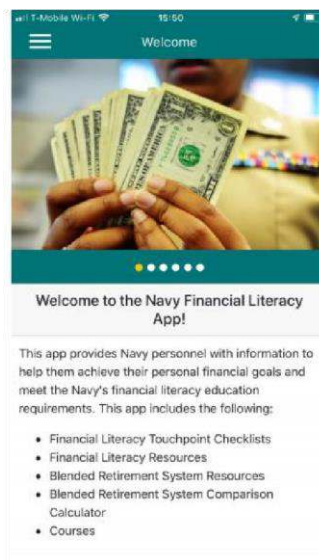 T-Mobile Wi-Fi 15:50
Welcome
Welcome to the Navy Financial Literacy
App!
This app provides Navy personnel with information to
help them achieve their personal financial goals and
meet the Navy's financial literacy education
requirements. This app includes the following:
• Financial Literacy Touchpoint Checklists
• Financial Literacy Resources
• Blended Retirement System Resources
• Blended Retirement System Comparison
Calculator
• Courses